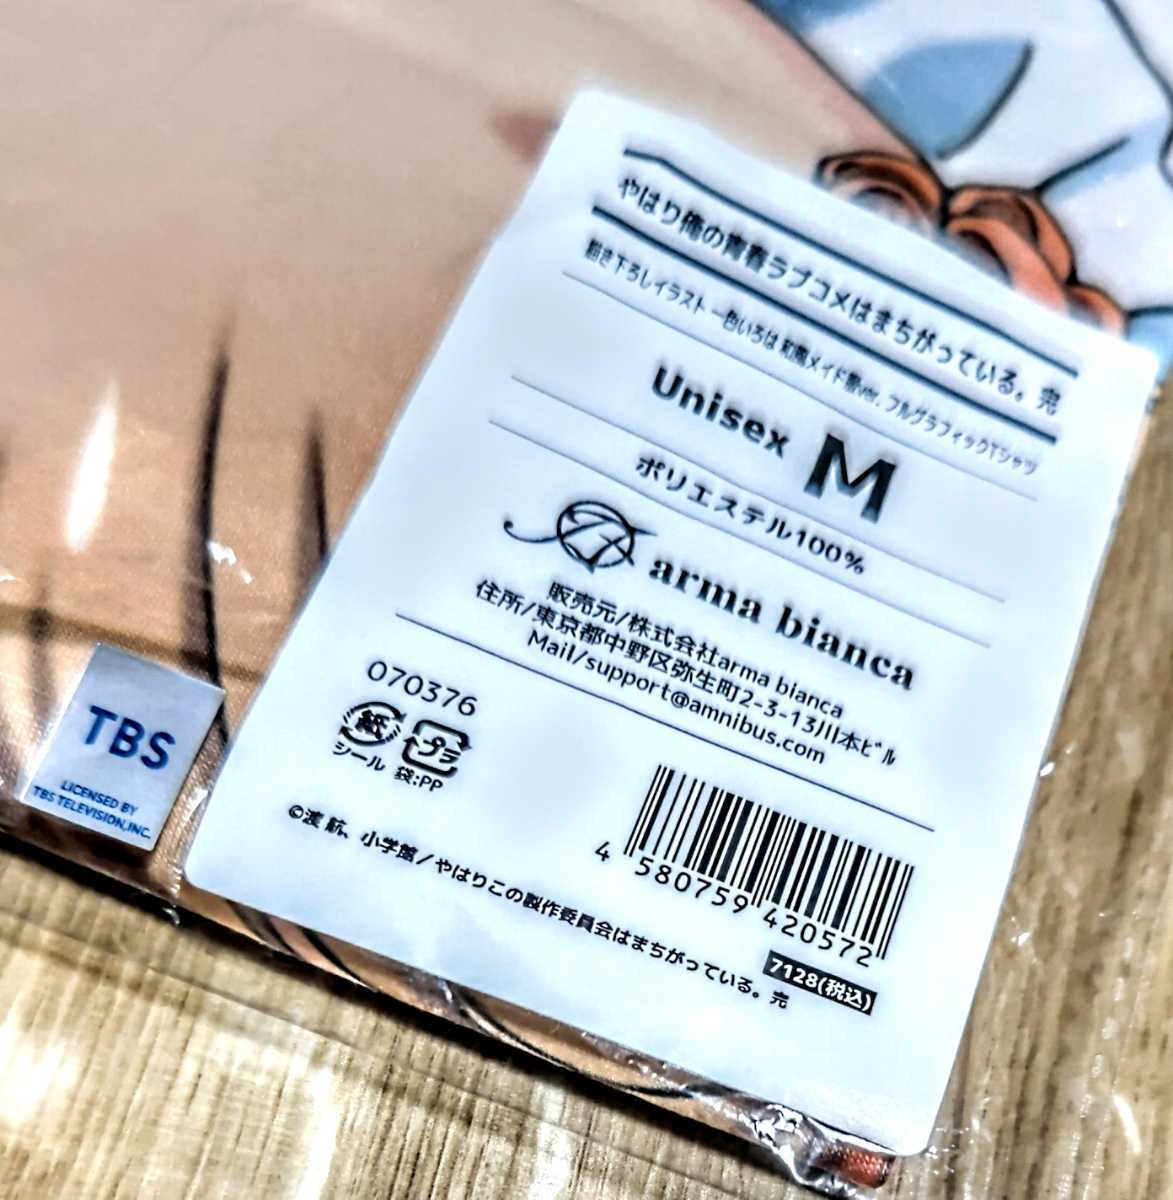 やはり俺の青春ラブコメはまちがっている。完
描き下ろしイラスト 一色いろは 和風メイド服ver. フルグラフィックTシャツ
Unisex M
ポリエステル100%
arma bianca
販売元/株式会社arma bianca
住所/東京都中野区弥生町2-3-13川本ビル
Mail/support@amnibus.com
070376
紙 プラ
シール 袋:PP
4 580759 420572
7128(税込)
©渡 航、小学館/やはりこの製作委員会はまちがっている。完
TBS
LICENSED BY
TBS TELEVISION,INC.